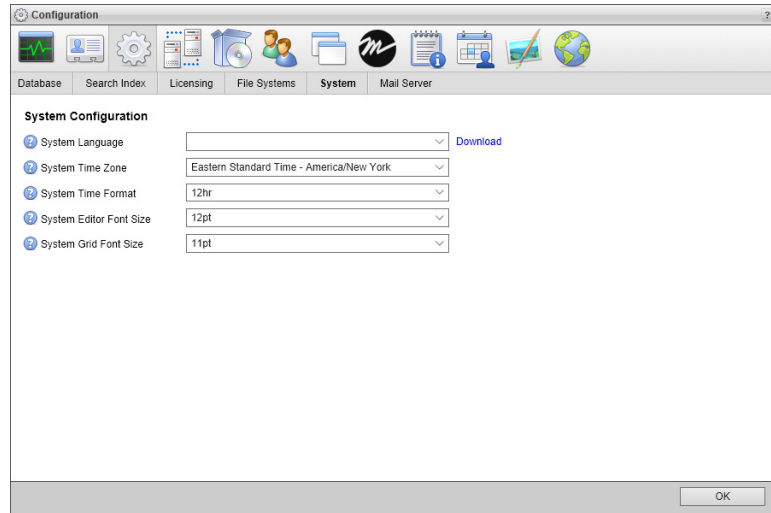 Configuration
?
Database Search Index Licensing File Systems System Mail Server
System Configuration
? System Language Download
? System Time Zone Eastern Standard Time - America/New York
? System Time Format 12hr
? System Editor Font Size 12pt
? System Grid Font Size 11pt
OK